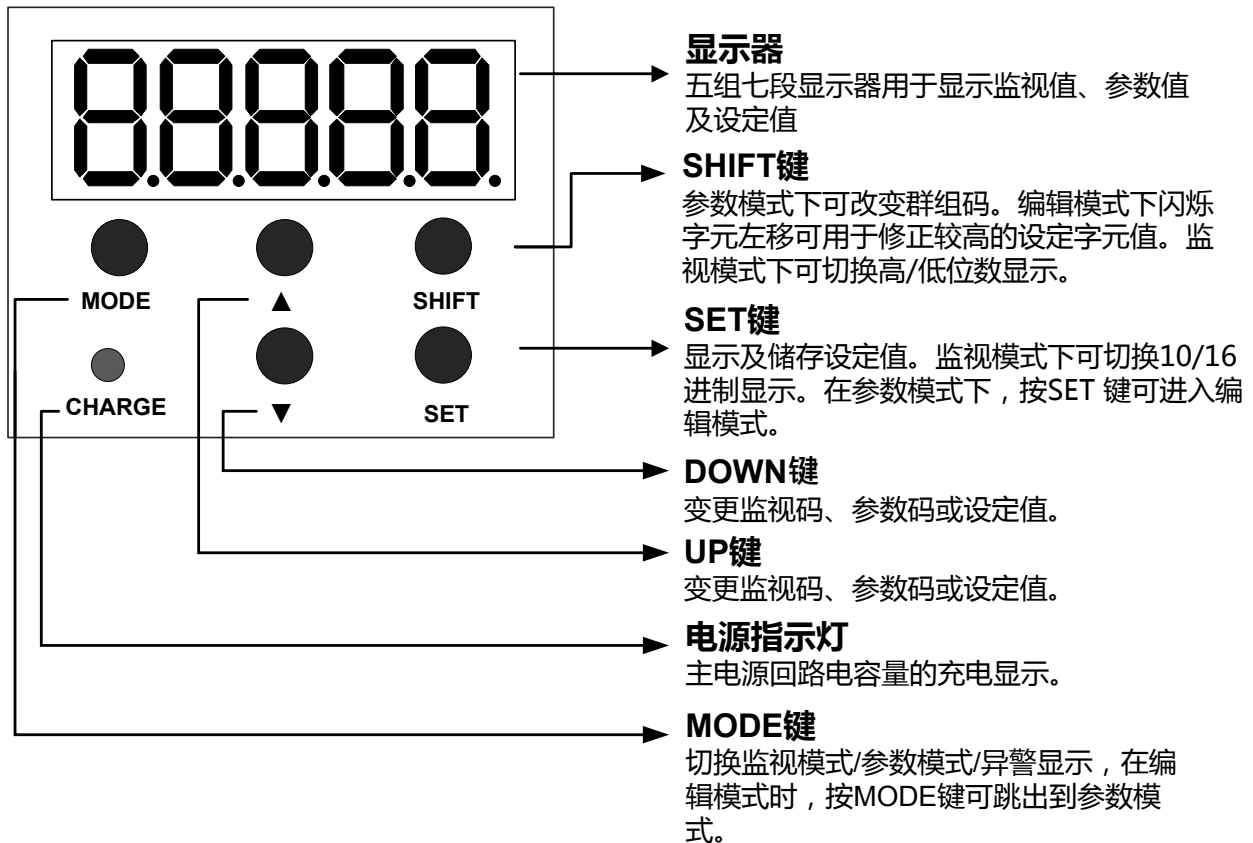 88888
显示器
五组七段显示器用于显示监视值、参数值
及设定值
SHIFT键
参数模式下可改变群组码。编辑模式下闪烁
字元左移可用于修正较高的设定字元值。监
视模式下可切换高/低位数显示。
MODE
▲
SHIFT
SET键
显示及储存设定值。监视模式下可切换10/16
进制显示。在参数模式下，按SET 键可进入编
辑模式。
CHARGE
▼
SET
DOWN键
变更监视码、参数码或设定值。
UP键
变更监视码、参数码或设定值。
电源指示灯
主电源回路电容量的充电显示。
MODE键
切换监视模式/参数模式/异警显示，在编
辑模式时，按MODE键可跳出到参数模
式。